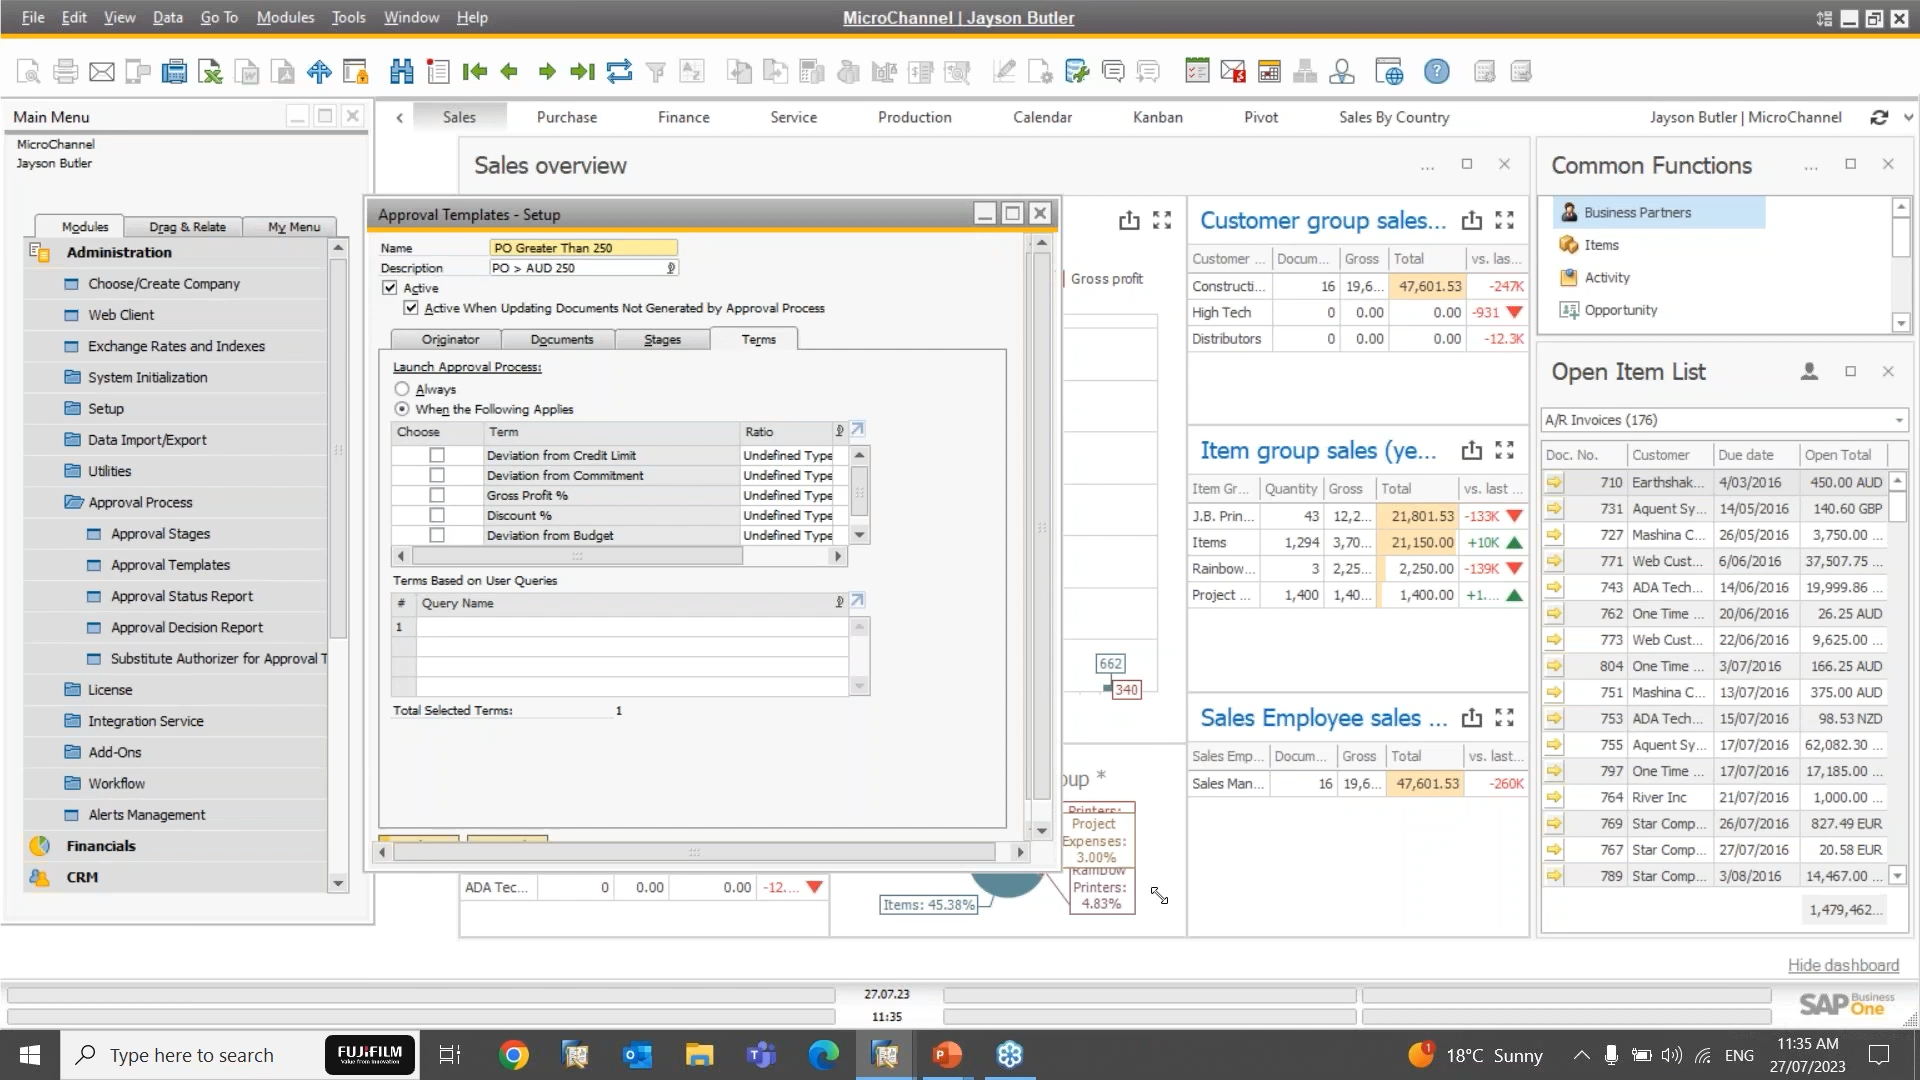 File Edit View Data Go To Modules Tools Window Help
MicroChannel | Jayson Butler
Main Menu
MicroChannel
Jayson Butler
Modules
Drag & Relate
My Menu
Administration
Choose/Create Company
Web Client
Exchange Rates and Indexes
System Initialization
Setup
Data Import/Export
Utilities
Approval Process
Approval Stages
Approval Templates
Approval Status Report
Approval Decision Report
Substitute Authorizer for Approval T
License
Integration Service
Add-Ons
Workflow
Alerts Management
Financials
CRM
Sales Purchase Finance Service Production Calendar Kanban Pivot Sales By Country
Jayson Butler | MicroChannel
Sales overview
...
Approval Templates - Setup
Name PO Greater Than 250
Description PO > AUD 250
Active
Active When Updating Documents Not Generated by Approval Process
Originator Documents Stages Terms
Launch Approval Process:
Always
When the Following Applies
Choose Term Ratio
Deviation from Credit Limit Undefined Type
Deviation from Commitment Undefined Type
Gross Profit % Undefined Type
Discount % Undefined Type
Deviation from Budget Undefined Type
Terms Based on User Queries
# Query Name
1
Total Selected Terms: 1
Gross profit
662
340
oup *
Printers:
Project
Expenses:
3.00%
Rainbow
Printers:
4.83%
Items: 45.38%
ADA Tec... 0 0.00 0.00 -12....
Customer group sales...
Customer ... Docum... Gross Total vs. las...
Constructi... 16 19,6... 47,601.53 -247K
High Tech 0 0.00 0.00 -931
Distributors 0 0.00 0.00 -12.3K
Item group sales (ye...
Item Gr... Quantity Gross Total vs. last ...
J.B. Prin... 43 12,2... 21,801.53 -133K
Items 1,294 3,70... 21,150.00 +10K
Rainbow... 3 2,25... 2,250.00 -139K
Project ... 1,400 1,40... 1,400.00 +1....
Sales Employee sales ...
Sales Emp... Docum... Gross Total vs. last...
Sales Man... 16 19,6... 47,601.53 -260K
Common Functions
...
Business Partners
Items
Activity
Opportunity
Open Item List
A/R Invoices (176)
Doc. No. Customer Due date Open Total
710 Earthshak... 4/03/2016 450.00 AUD
731 Aquent Sy... 14/05/2016 140.60 GBP
727 Mashina C... 26/05/2016 3,750.00 ...
771 Web Cust... 6/06/2016 37,507.75 ...
743 ADA Tech... 14/06/2016 19,999.86 ...
762 One Time ... 20/06/2016 26.25 AUD
773 Web Cust... 22/06/2016 9,625.00 ...
804 One Time ... 3/07/2016 166.25 AUD
751 Mashina C... 13/07/2016 375.00 AUD
753 ADA Tech... 15/07/2016 98.53 NZD
755 Aquent Sy... 17/07/2016 62,082.30 ...
797 One Time ... 17/07/2016 17,185.00 ...
764 River Inc 21/07/2016 1,000.00 ...
769 Star Comp... 26/07/2016 827.49 EUR
767 Star Comp... 27/07/2016 20.58 EUR
789 Star Comp... 3/08/2016 14,467.00 ...
1,479,462...
Hide dashboard
27.07.23
11:35
SAP Business One
Type here to search
FUJIFILM
Value from Innovation
18°C Sunny
ENG
11:35 AM
27/07/2023